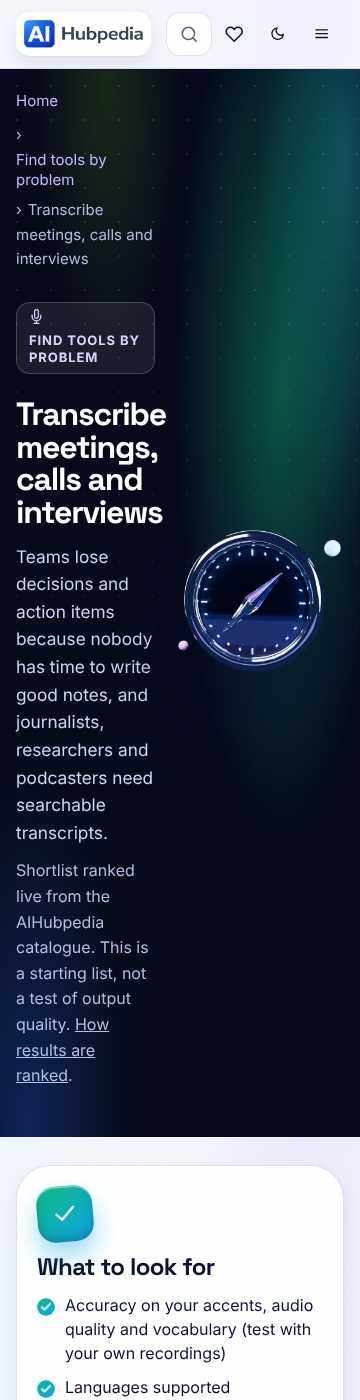 AI Hubpedia
Home
›
Find tools by
problem
› Transcribe
meetings, calls and
interviews
FIND TOOLS BY
PROBLEM
Transcribe
meetings,
calls and
interviews
Teams lose
decisions and
action items
because nobody
has time to write
good notes, and
journalists,
researchers and
podcasters need
searchable
transcripts.
Shortlist ranked
live from the
AIHubpedia
catalogue. This is
a starting list, not
a test of output
quality. How
results are
ranked.
What to look for
Accuracy on your accents, audio
quality and vocabulary (test with
your own recordings)
Languages supported